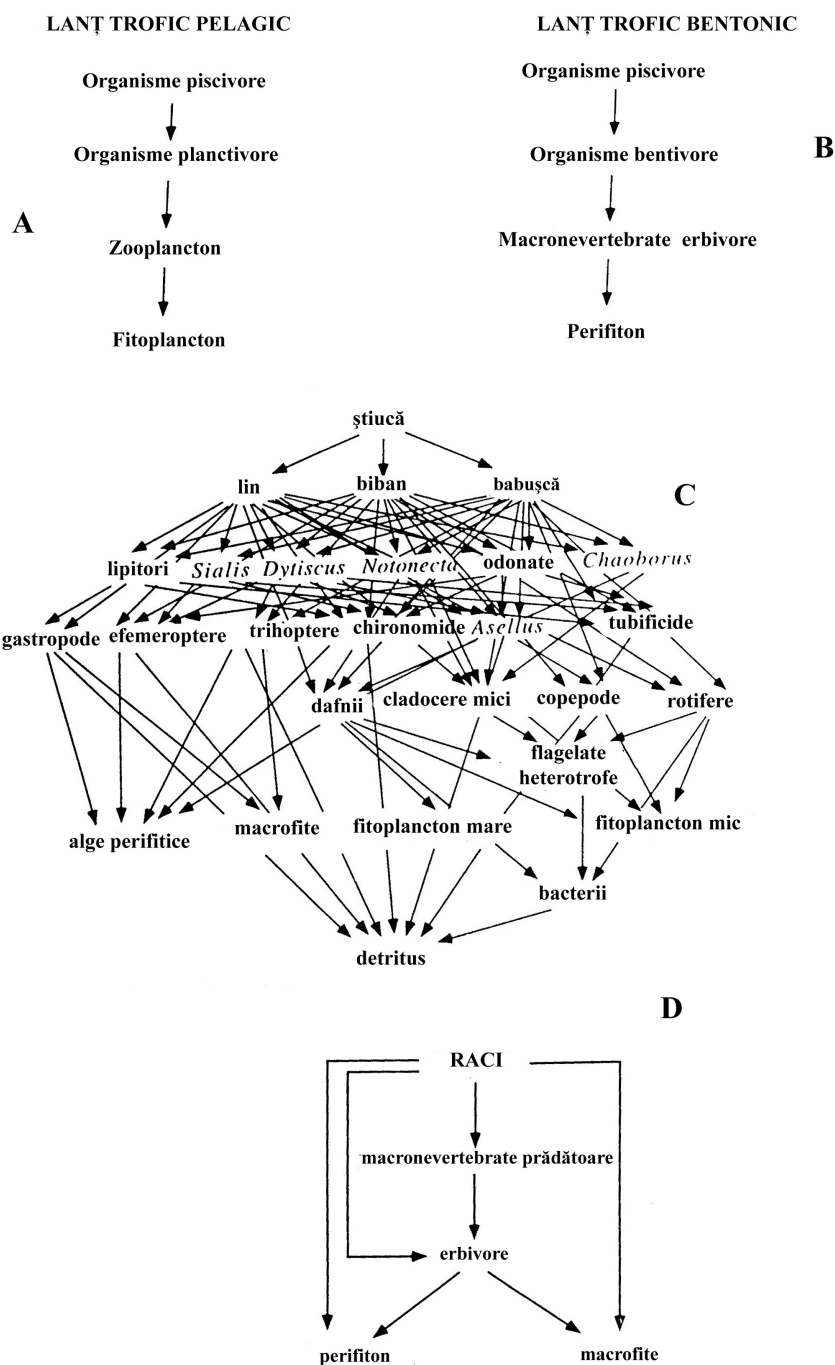 LANȚ TROFIC PELAGIC
Organisme piscivore
Organisme planctivore
A
Zooplancton
Fitoplancton
LANȚ TROFIC BENTONIC
Organisme piscivore
B
Organisme bentivore
Macronevertebrate erbivore
Perifiton
ştiucă
C
lin biban babuşcă
lipitori Sialis Dytiscus Notonecta odonate Chaoborus
gastropode efemeroptere trihoptere chironomide Asellus tubificide
dafnii cladocere mici copepode rotifere
flagelate
heterotrofe
alge perifitice macrofite fitoplancton mare fitoplancton mic
bacterii
detritus
D
RACI
macronevertebrate prădătoare
erbivore
perifiton macrofite